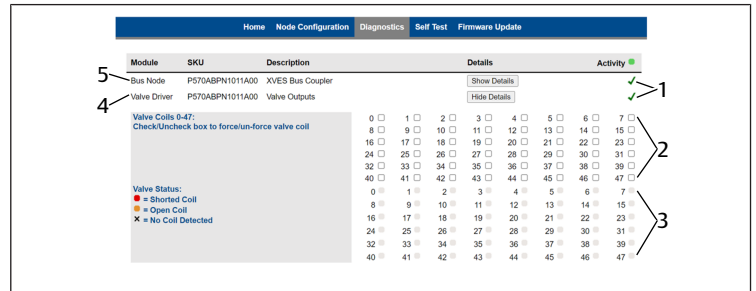 Home Node Configuration Diagnostics Self Test Firmware Update
Module SKU Description Details Activity
5 Bus Node P570ABPN1011A00 XVES Bus Coupler Show Details 1
4 Valve Driver P570ABPN1011A00 Valve Outputs Hide Details
Valve Coils 0-47: 0 1 2 3 4 5 6 7
Check/Uncheck box to force/un-force valve coil 8 9 10 11 12 13 14 15
16 17 18 19 20 21 22 23
24 25 26 27 28 29 30 31 2
32 33 34 35 36 37 38 39
40 41 42 43 44 45 46 47
Valve Status: 0 1 2 3 4 5 6 7
= Shorted Coil
= Open Coil 8 9 10 11 12 13 14 15
× = No Coil Detected 16 17 18 19 20 21 22 23 3
24 25 26 27 28 29 30 31
32 33 34 35 36 37 38 39
40 41 42 43 44 45 46 47